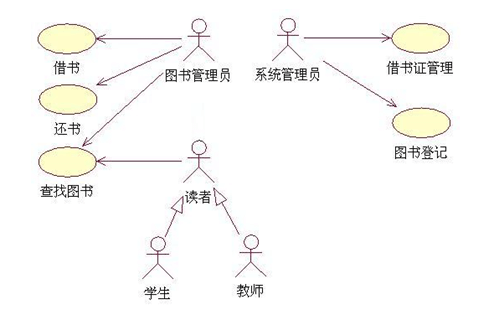 借书
图书管理员
系统管理员
借书证管理
还书
图书登记
查找图书
读者
学生
教师